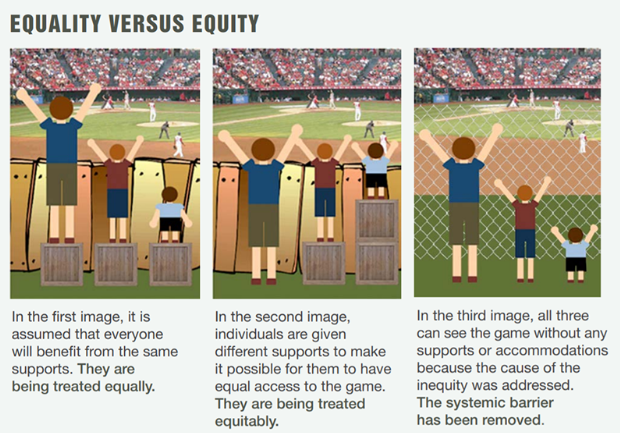 EQUALITY VERSUS EQUITY
In the first image, it is
assumed that everyone
will benefit from the same
supports. They are
being treated equally.
In the second image,
individuals are given
different supports to make
it possible for them to have
equal access to the game.
They are being treated
equitably.
In the third image, all three
can see the game without any
supports or accommodations
because the cause of the
inequity was addressed.
The systemic barrier
has been removed.